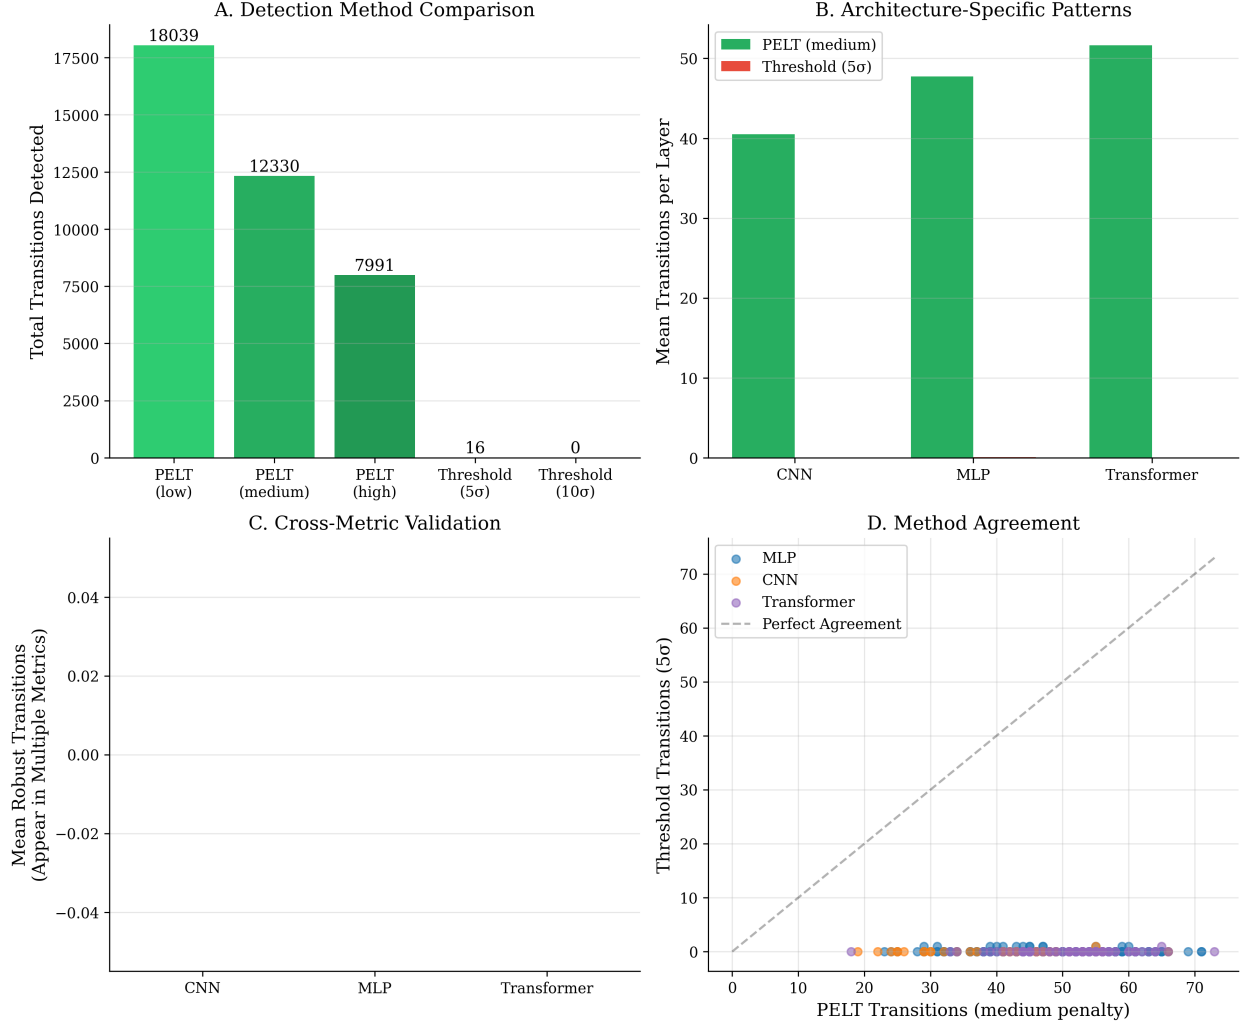 A. Detection Method Comparison
Total Transitions Detected
17500
15000
12500
10000
7500
5000
2500
0
18039
12330
7991
16
0
PELT
(low)
PELT
(medium)
PELT
(high)
Threshold
(5σ)
Threshold
(10σ)
B. Architecture-Specific Patterns
Mean Transitions per Layer
50
40
30
20
10
0
PELT (medium)
Threshold (5σ)
CNN
MLP
Transformer
C. Cross-Metric Validation
Mean Robust Transitions
(Appear in Multiple Metrics)
0.04
0.02
0.00
−0.02
−0.04
CNN
MLP
Transformer
D. Method Agreement
Threshold Transitions (5σ)
70
60
50
40
30
20
10
0
MLP
CNN
Transformer
Perfect Agreement
0
10
20
30
40
50
60
70
PELT Transitions (medium penalty)